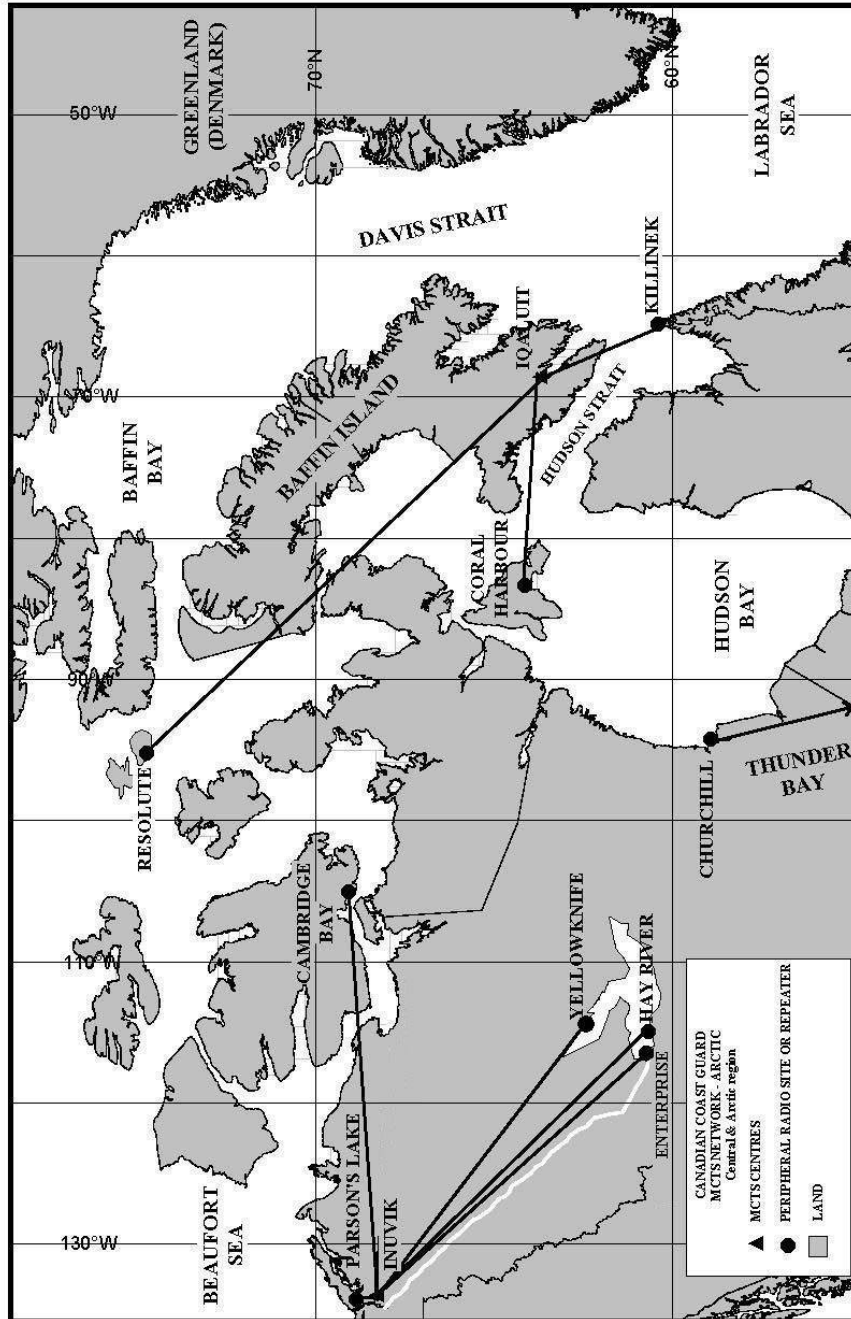 50°W
GREENLAND
(DENMARK)
70°N
60°N
LABRADOR
SEA
DAVIS STRAIT
KILLINEK
IQALUIT
70°W
BAFFIN
BAY
BAFFIN ISLAND
HUDSON STRAIT
CORAL
HARBOUR
HUDSON
BAY
90°W
RESOLUTE
CHURCHILL
THUNDER
BAY
CAMBRIDGE
BAY
110°W
YELLOWKNIFE
HAY RIVER
ENTERPRISE
BEAUFORT
SEA
130°W
PARSON'S LAKE
INUVIK
CANADIAN COAST GUARD
MCTS NETWORK - ARCTIC
Central & Arctic region
MCTS CENTRES
PERIPHERAL RADIO SITE OR REPEATER
LAND